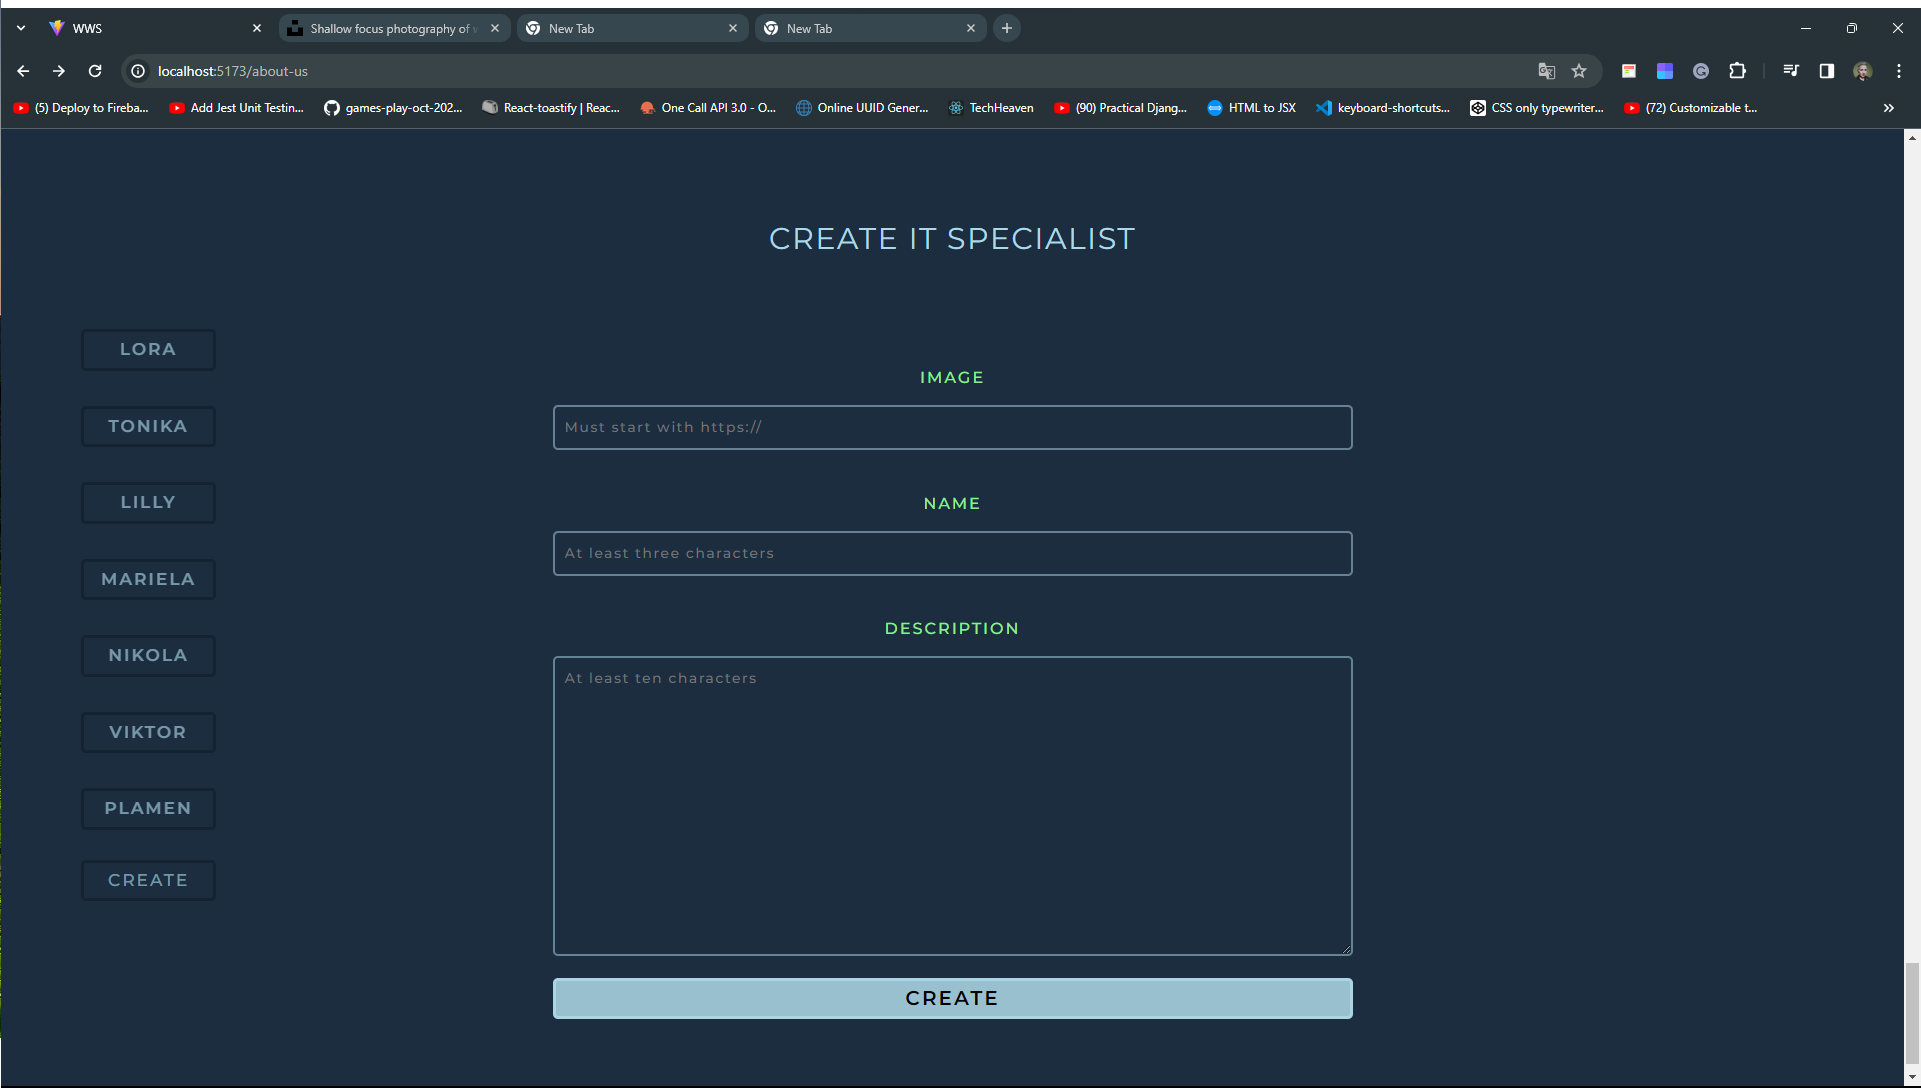 WWS
Shallow focus photography of
New Tab
New Tab
localhost:5173/about-us
(5) Deploy to Fireba...
Add Jest Unit Testin...
games-play-oct-202...
React-toastify | Reac...
One Call API 3.0 - O...
Online UUID Gener...
TechHeaven
(90) Practical Djang...
HTML to JSX
keyboard-shortcuts...
CSS only typewriter...
(72) Customizable t...
CREATE IT SPECIALIST
LORA
TONIKA
LILLY
MARIELA
NIKOLA
VIKTOR
PLAMEN
CREATE
IMAGE
Must start with https://
NAME
At least three characters
DESCRIPTION
At least ten characters
CREATE